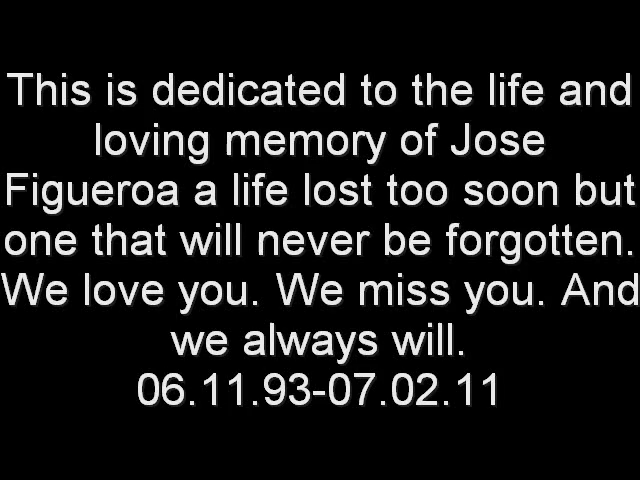 This is dedicated to the life and
loving memory of Jose
Figueroa a life lost too soon but
one that will never be forgotten.
We love you. We miss you. And
we always will.
06.11.93-07.02.11